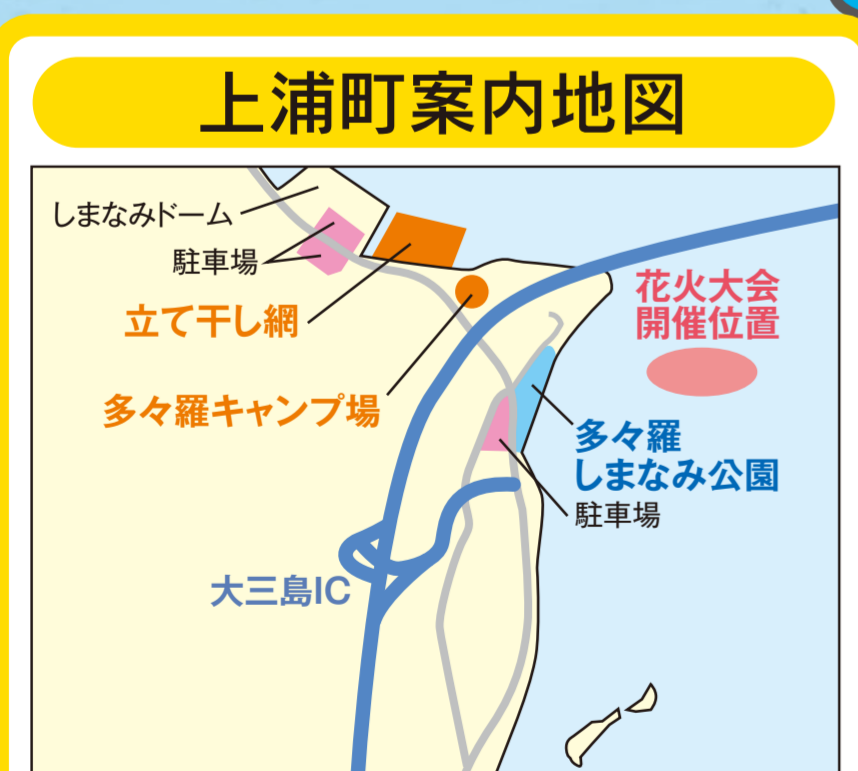 上浦町案内地図
しまなみドーム
駐車場
立て干し網
多々羅キャンプ場
花火大会
開催位置
多々羅
しまなみ公園
駐車場
大三島IC